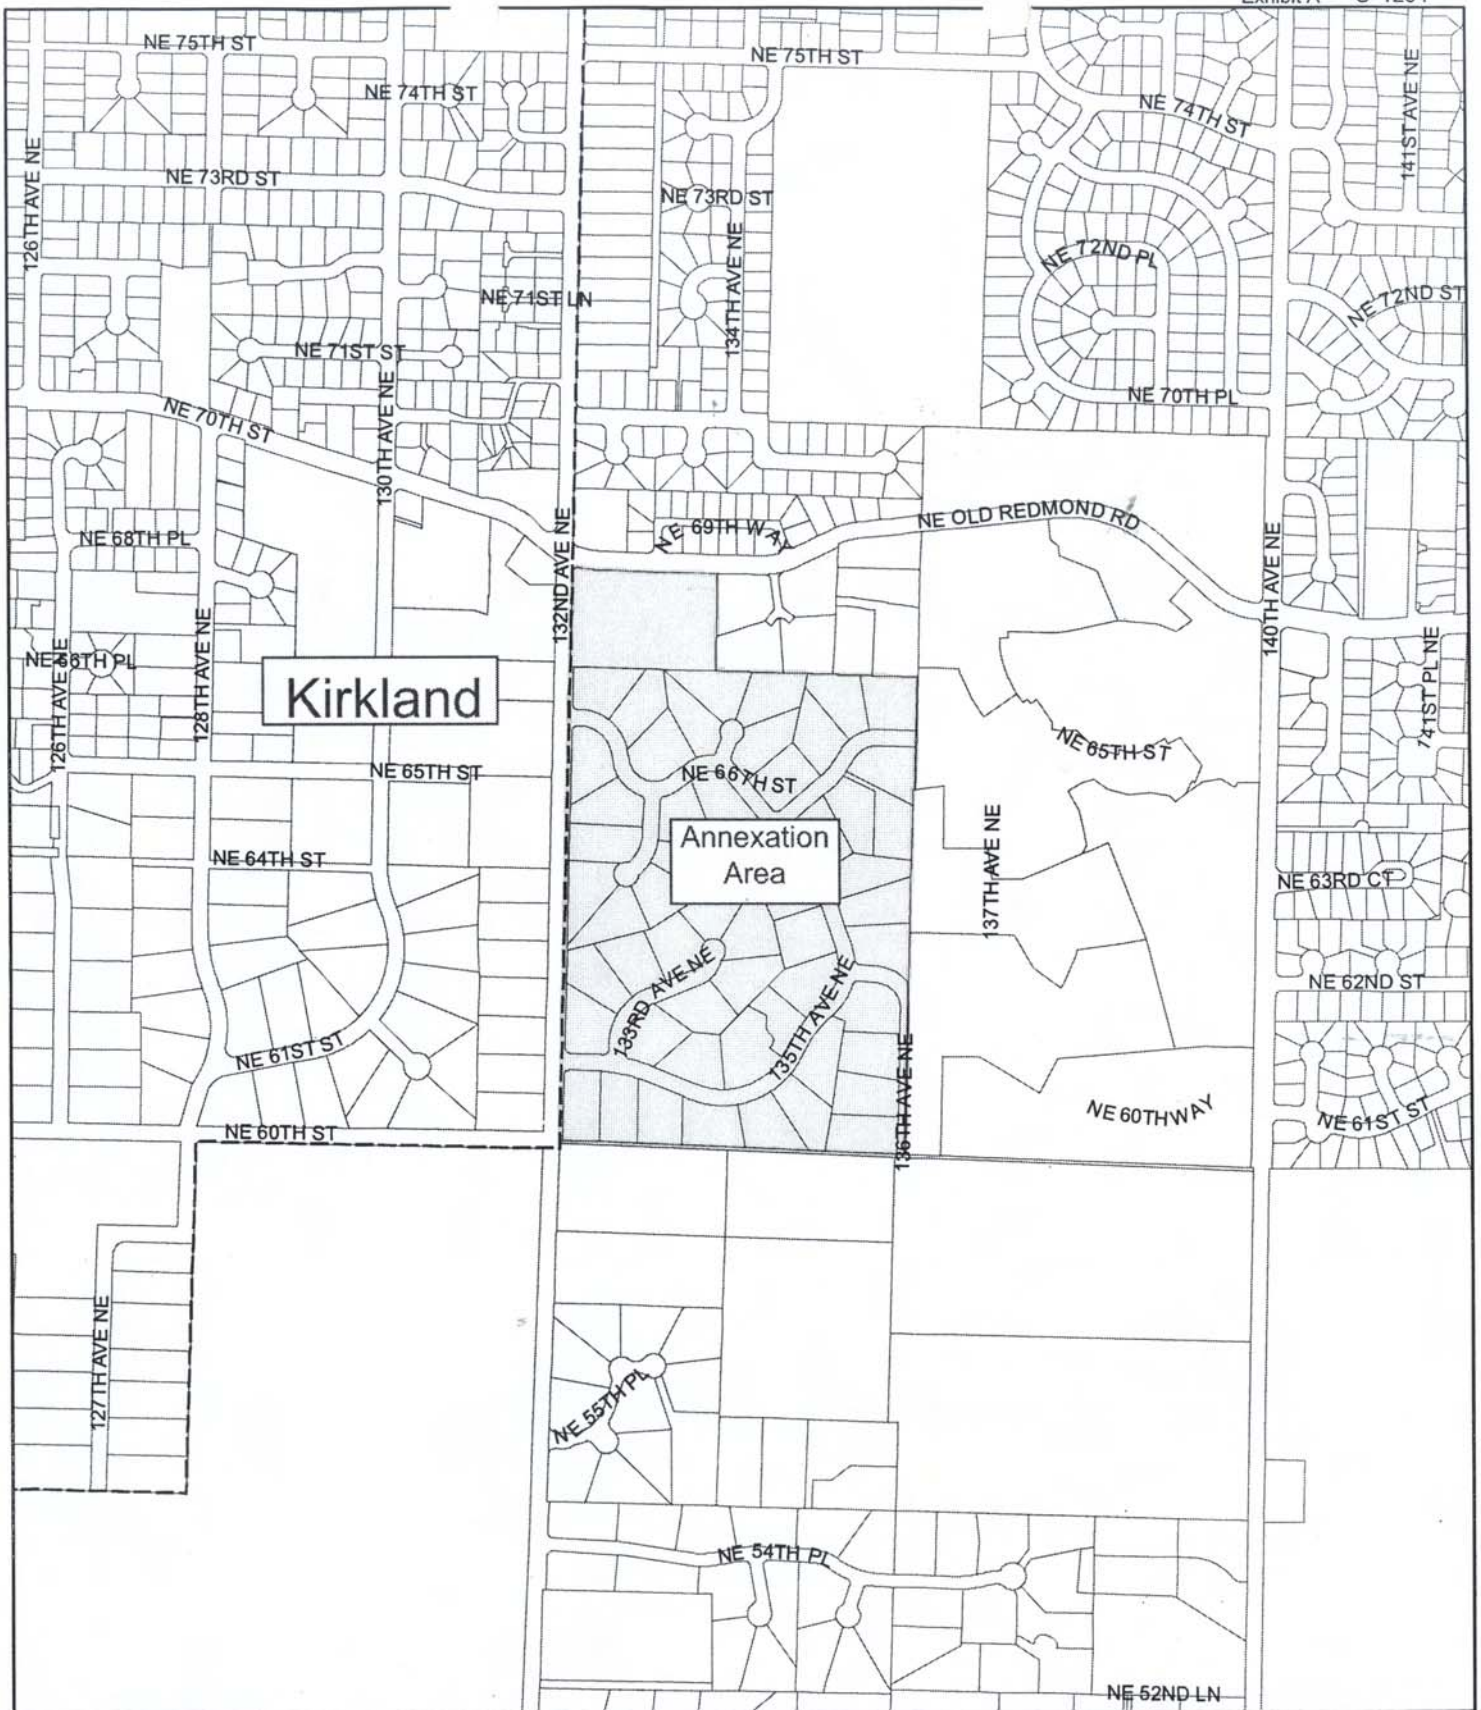 NE 75TH ST
NE 75TH ST
NE 74TH ST
NE 74TH ST
141ST AVE NE
126TH AVE NE
NE 73RD ST
NE 73RD ST
134TH AVE NE
NE 72ND PL
NE 72ND ST
NE 71ST LN
NE 71ST ST
130TH AVE NE
NE 70TH PL
NE 70TH ST
NE 69TH WAY
NE OLD REDMOND RD
NE 68TH PL
132ND AVE NE
140TH AVE NE
128TH AVE NE
126TH AVE NE
NE 66TH PL
141ST PL NE
Kirkland
NE 65TH ST
NE 65TH ST
NE 66TH ST
Annexation
Area
137TH AVE NE
NE 64TH ST
NE 63RD CT
133RD AVE NE
135TH AVE NE
NE 62ND ST
NE 61ST ST
136TH AVE NE
NE 60TH WAY
NE 61ST ST
NE 60TH ST
127TH AVE NE
NE 55TH PL
NE 54TH PL
NE 52ND LN